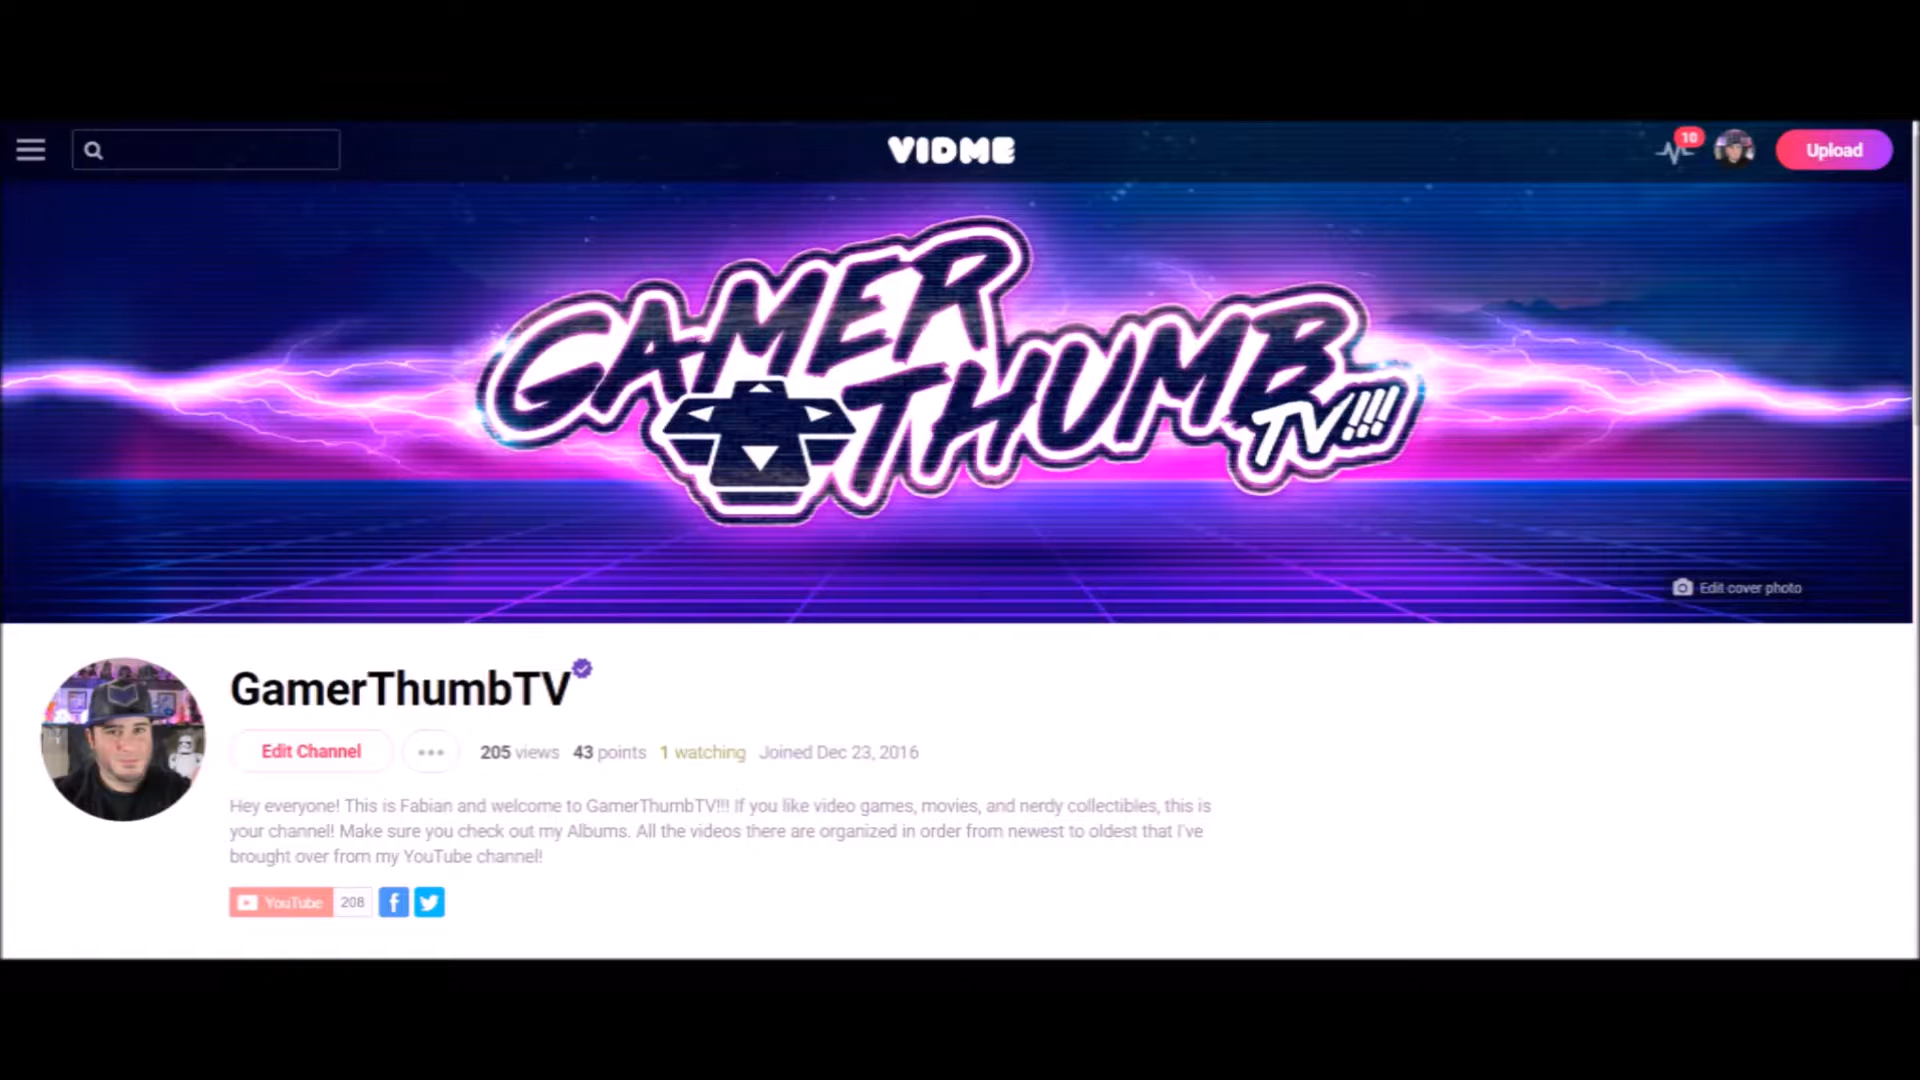 VIDME
10
Upload
GAMER
THUMB
TV!!!
Edit cover photo
GamerThumbTV
Edit Channel
205 views 43 points 1 watching Joined Dec 23, 2016
Hey everyone! This is Fabian and welcome to GamerThumbTV!!! If you like video games, movies, and nerdy collectibles, this is
your channel! Make sure you check out my Albums. All the videos there are organized in order from newest to oldest that I've
brought over from my YouTube channel!
YouTube 208